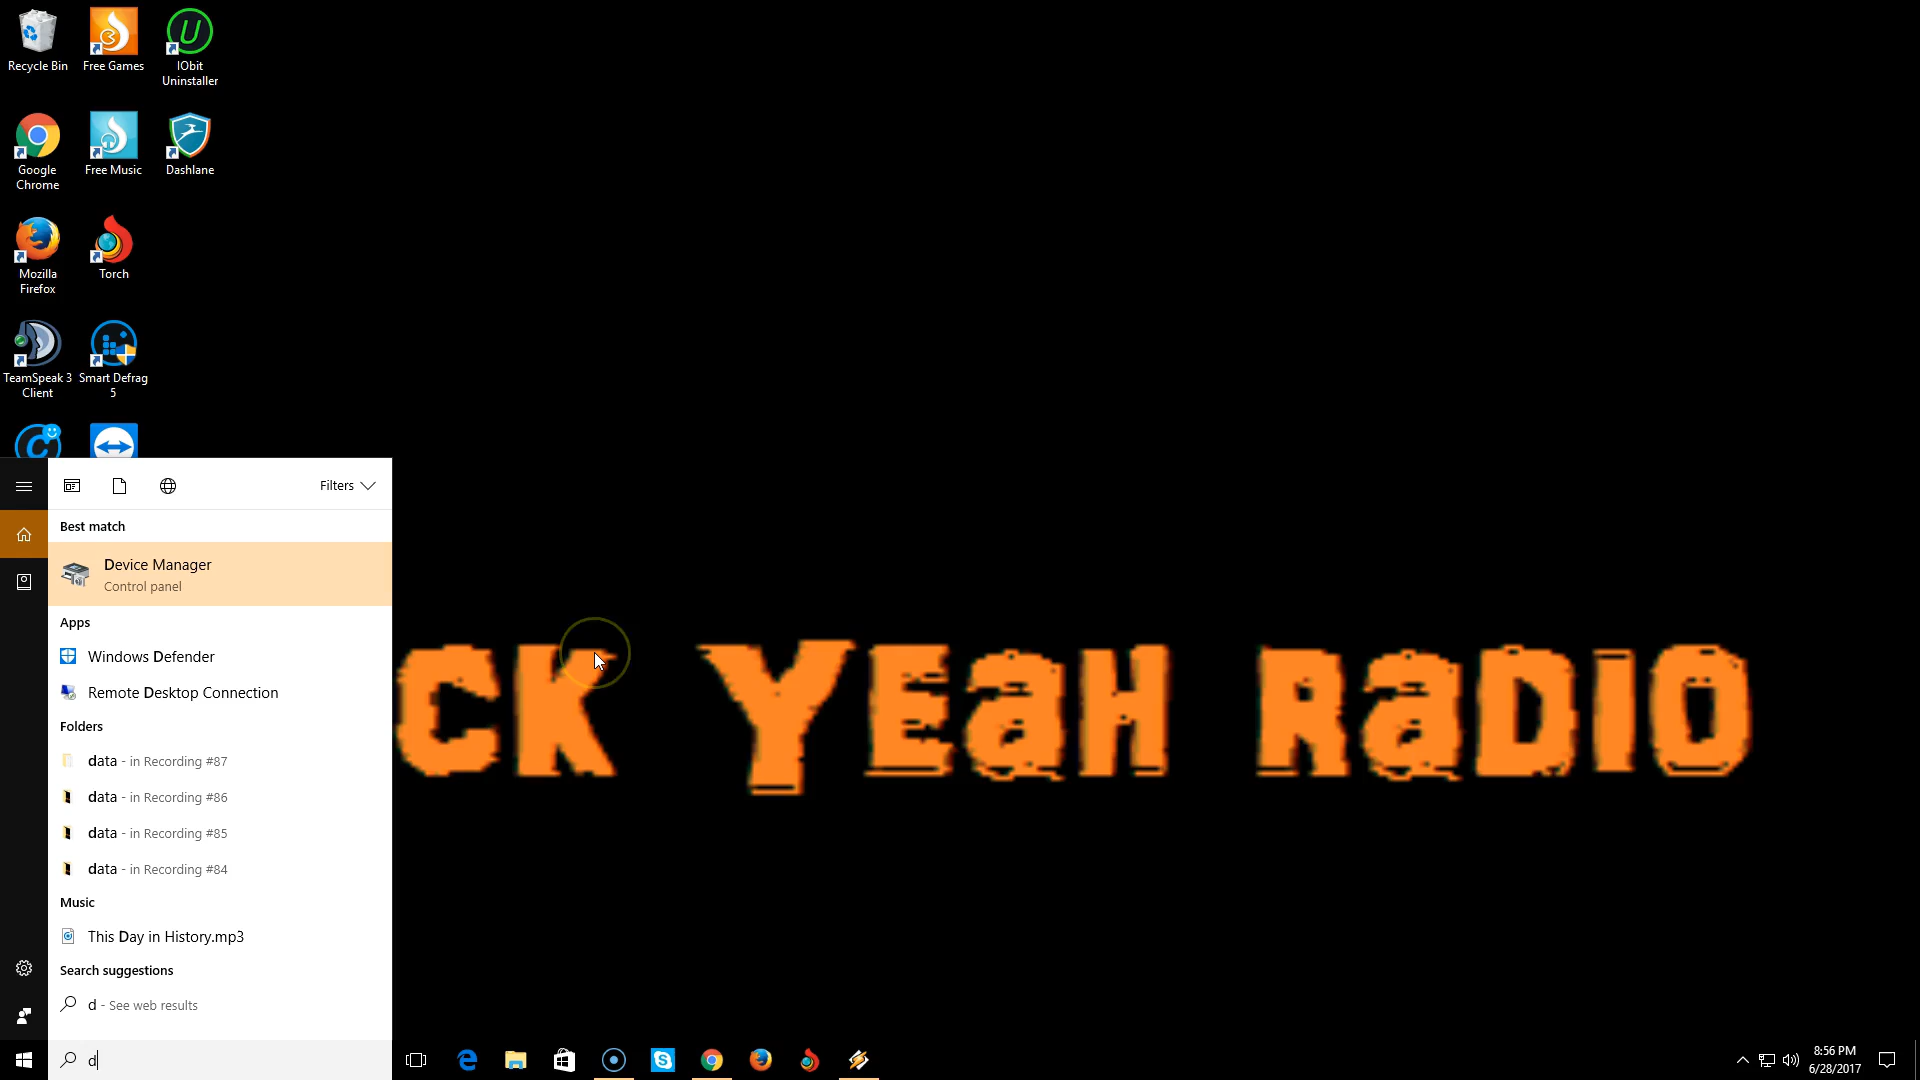 Recycle Bin
Free Games
IObit
Uninstaller
Google
Chrome
Free Music
Dashlane
Mozilla
Firefox
Torch
TeamSpeak 3
Client
Smart Defrag
5
Filters
Best match
Device Manager
Control panel
Apps
Windows Defender
Remote Desktop Connection
Folders
data - in Recording #87
data - in Recording #86
data - in Recording #85
data - in Recording #84
Music
This Day in History.mp3
Search suggestions
d - See web results
d
CK YEaH RaDIO
8:56 PM
6/28/2017